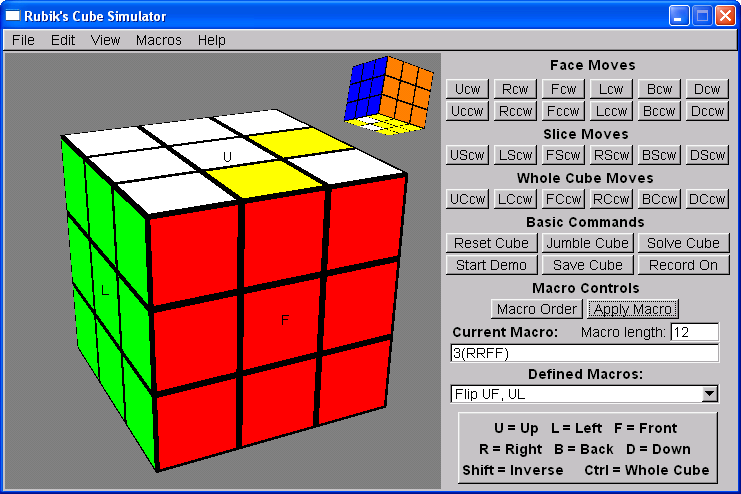 Rubik's Cube Simulator
File Edit View Macros Help
U
L
F
Face Moves
Ucw Rcw Fcw Lcw Bcw Dcw
Uccw Rccw Fccw Lccw Bccw Dccw
Slice Moves
UScw LScw FScw RScw BScw DScw
Whole Cube Moves
UCcw LCcw FCcw RCcw BCcw DCcw
Basic Commands
Reset Cube Jumble Cube Solve Cube
Start Demo Save Cube Record On
Macro Controls
Macro Order Apply Macro
Current Macro: Macro length: 12
3(RRFF)
Defined Macros:
Flip UF, UL
U = Up L = Left F = Front
R = Right B = Back D = Down
Shift = Inverse Ctrl = Whole Cube